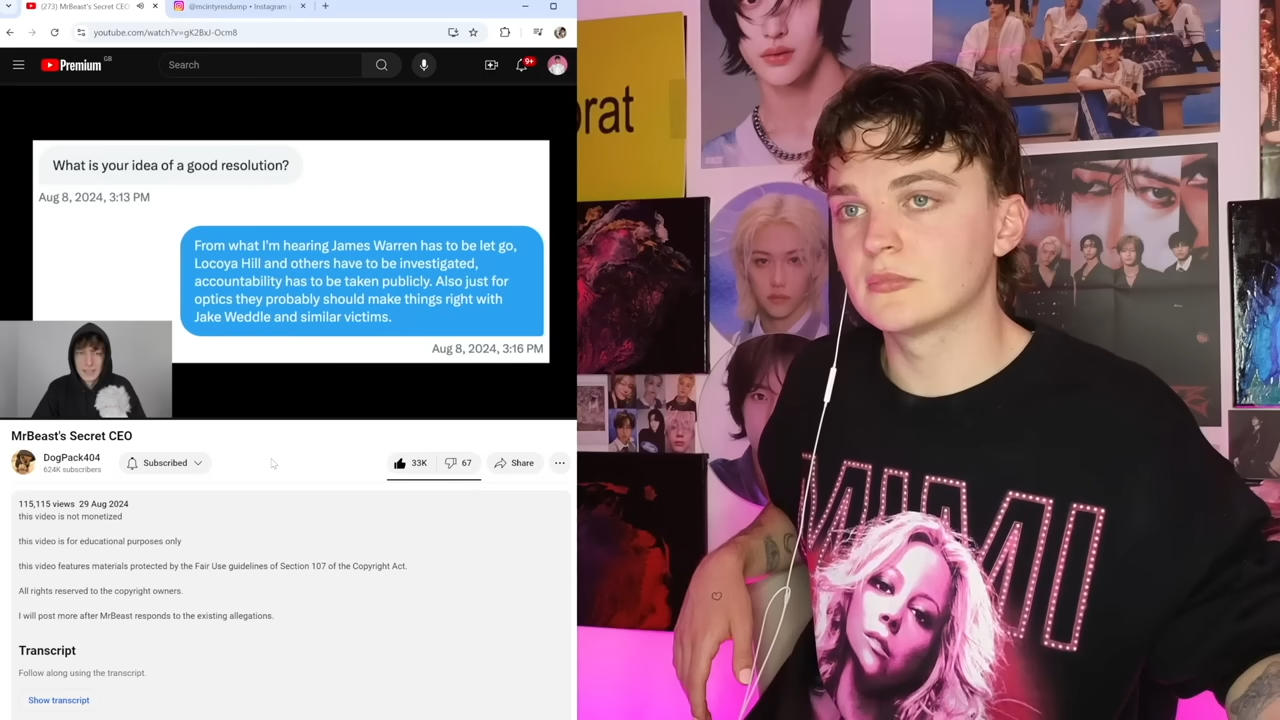 (273) MrBeast's Secret CEO
@mcintyresdump • Instagram
youtube.com/watch?v=gK2BxJ-Ocm8
Premium GB
Search
9+
What is your idea of a good resolution?
Aug 8, 2024, 3:13 PM
From what I'm hearing James Warren has to be let go,
Locoya Hill and others have to be investigated,
accountability has to be taken publicly. Also just for
optics they probably should make things right with
Jake Weddle and similar victims.
Aug 8, 2024, 3:16 PM
MrBeast's Secret CEO
DogPack404
624K subscribers
Subscribed
33K
67
Share
115,115 views 29 Aug 2024
this video is not monetized
this video is for educational purposes only
this video features materials protected by the Fair Use guidelines of Section 107 of the Copyright Act.
All rights reserved to the copyright owners.
I will post more after MrBeast responds to the existing allegations.
Transcript
Follow along using the transcript.
Show transcript
brat
MIMI